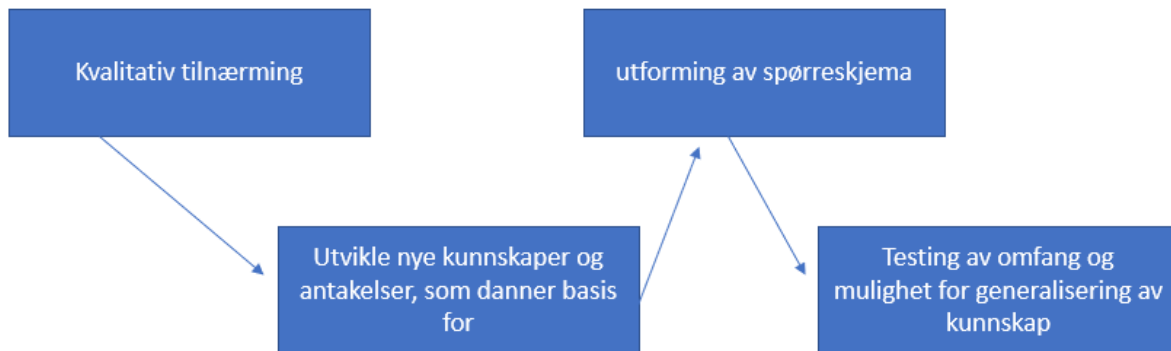 Kvalitativ tilnærming
utforming av spørreskjema
Utvikle nye kunnskaper og
antakelser, som danner basis
for
Testing av omfang og
mulighet for generalisering av
kunnskap